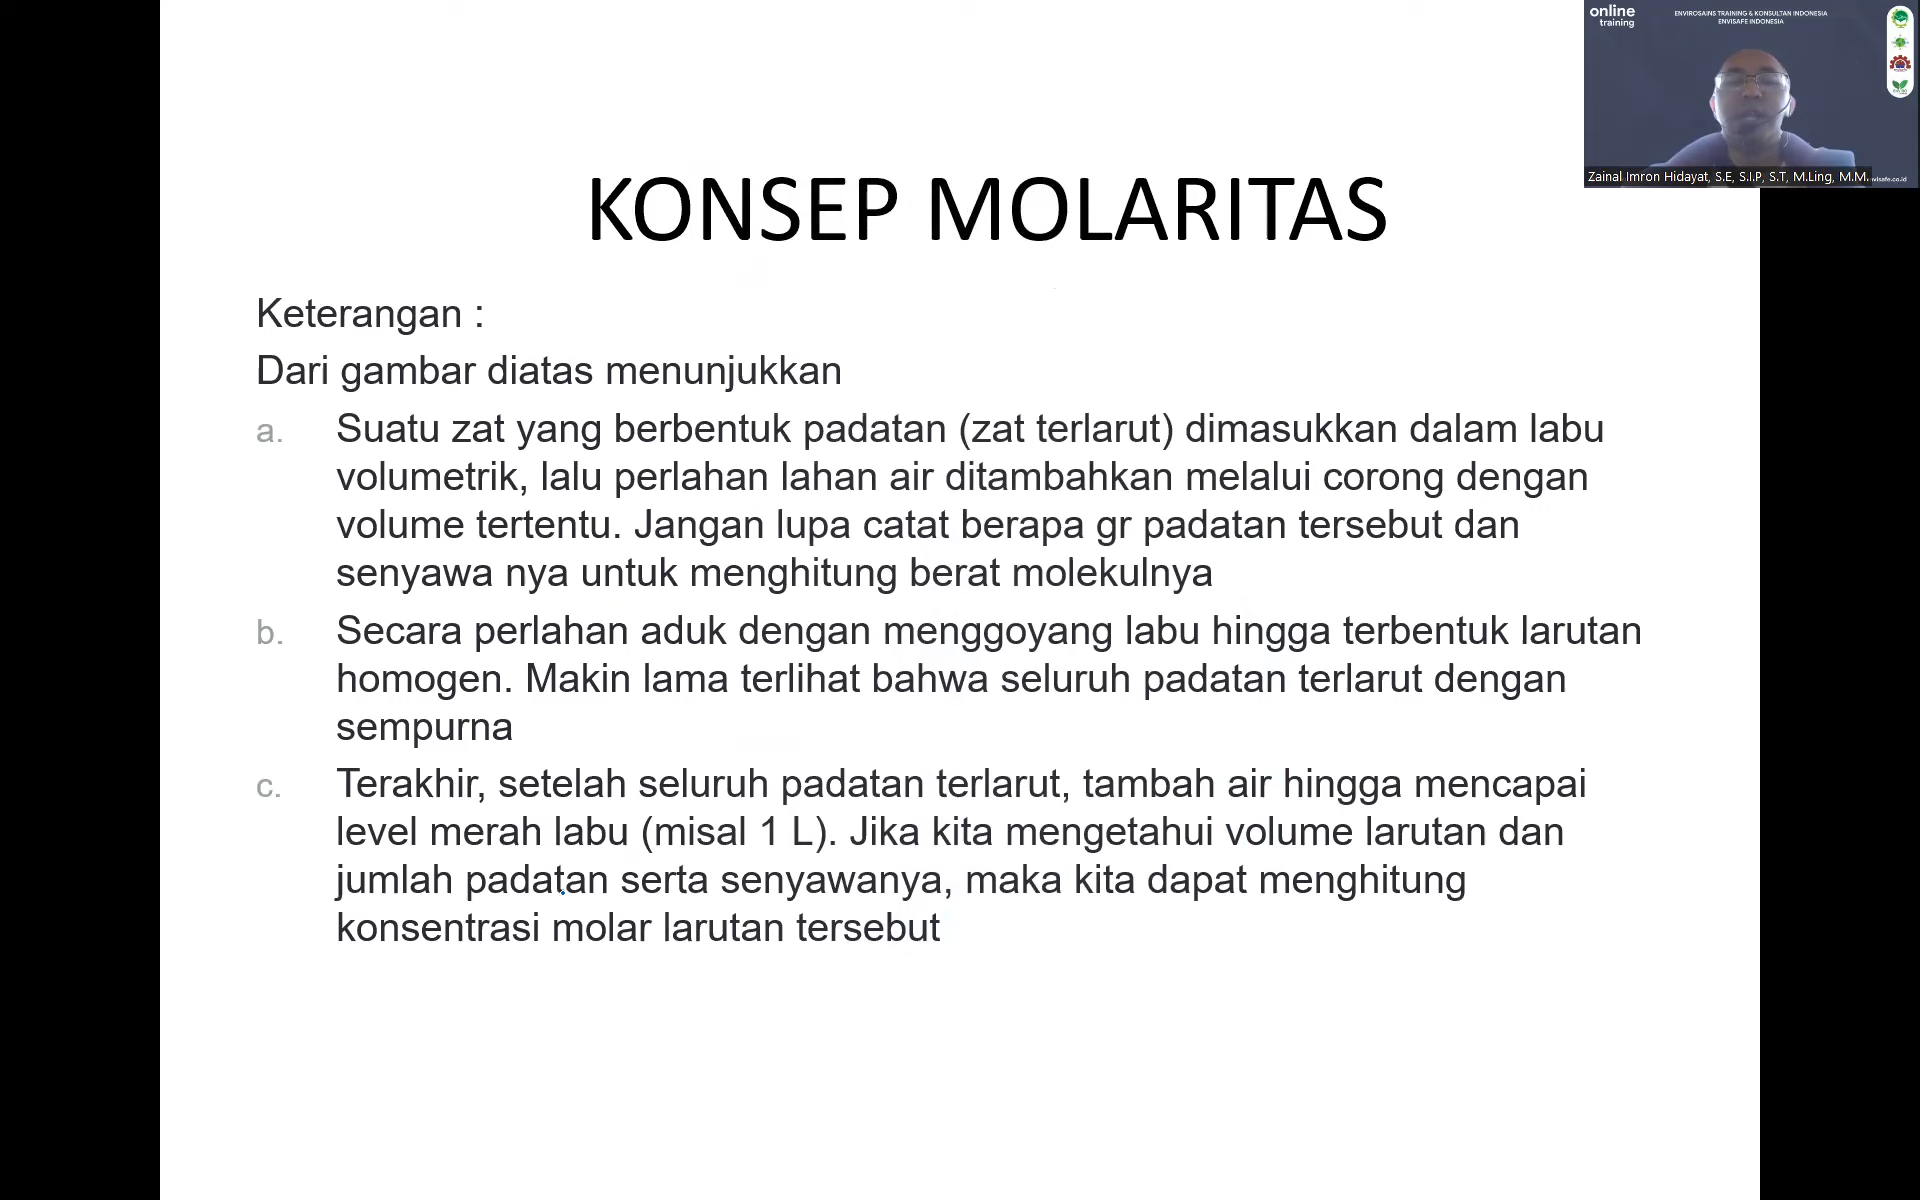 online
training
ENVIROSAINS TRAINING & KONSULTAN INDONESIA
ENVISAFE INDONESIA
Zainal Imron Hidayat, S.E, S.I.P, S.T, M.Ling, M.M.
KONSEP MOLARITAS
Keterangan :
Dari gambar diatas menunjukkan
a. Suatu zat yang berbentuk padatan (zat terlarut) dimasukkan dalam labu
volumetrik, lalu perlahan lahan air ditambahkan melalui corong dengan
volume tertentu. Jangan lupa catat berapa gr padatan tersebut dan
senyawa nya untuk menghitung berat molekulnya
b. Secara perlahan aduk dengan menggoyang labu hingga terbentuk larutan
homogen. Makin lama terlihat bahwa seluruh padatan terlarut dengan
sempurna
c. Terakhir, setelah seluruh padatan terlarut, tambah air hingga mencapai
level merah labu (misal 1 L). Jika kita mengetahui volume larutan dan
jumlah padatan serta senyawanya, maka kita dapat menghitung
konsentrasi molar larutan tersebut